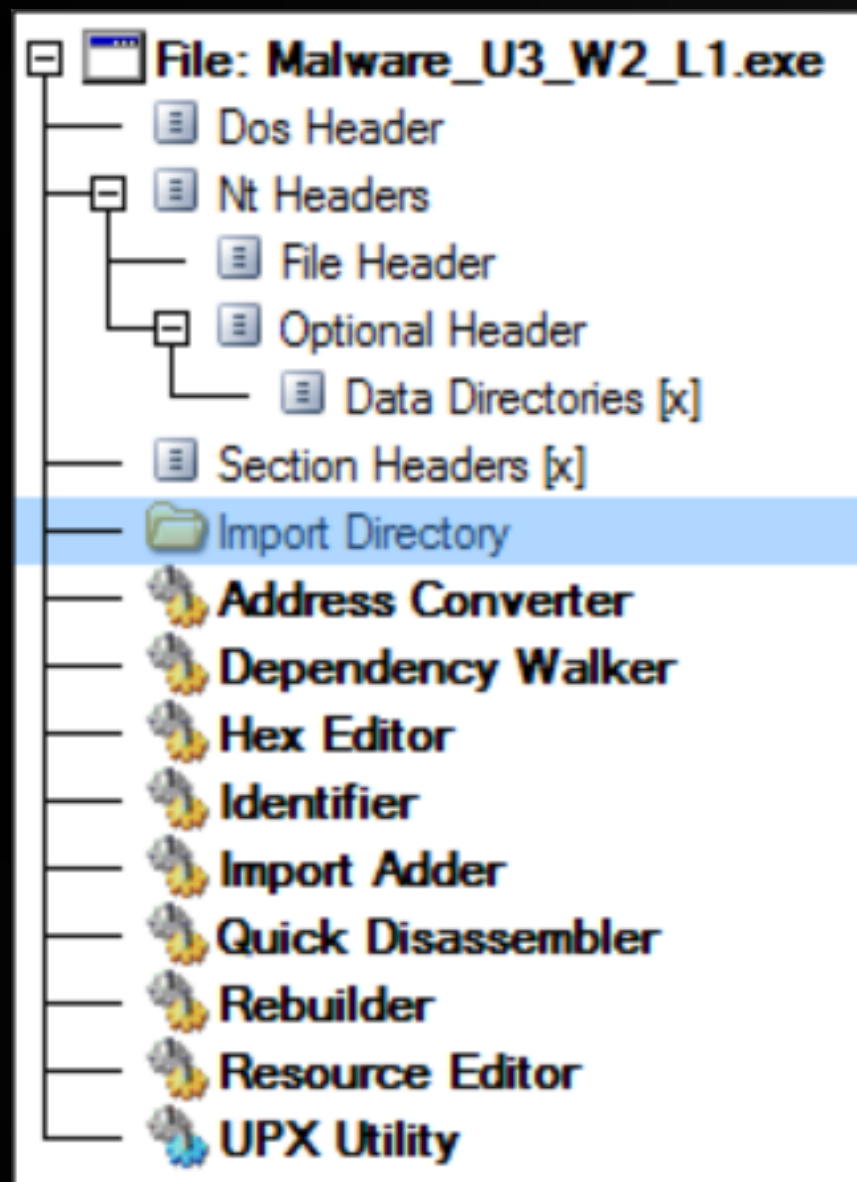 File: Malware_U3_W2_L1.exe
Dos Header
Nt Headers
File Header
Optional Header
Data Directories [x]
Section Headers [x]
Import Directory
Address Converter
Dependency Walker
Hex Editor
Identifier
Import Adder
Quick Disassembler
Rebuilder
Resource Editor
UPX Utility